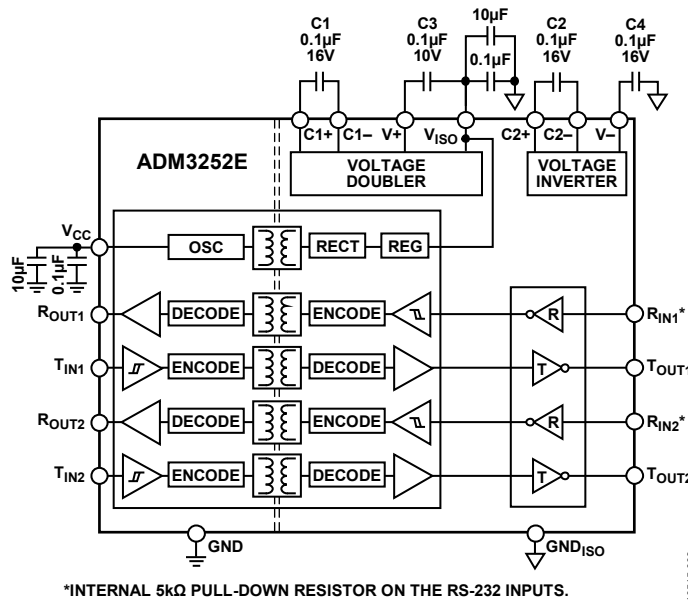 C1
0.1µF
16V
C3
0.1µF
10V
10µF
0.1µF
C2
0.1µF
16V
C4
0.1µF
16V
C1+ C1– V+ VISO C2+ C2– V–
ADM3252E
VOLTAGE
DOUBLER
VOLTAGE
INVERTER
VCC
10µF
0.1µF
OSC RECT REG
ROUT1 DECODE ENCODE R RIN1*
TIN1 ENCODE DECODE T TOUT1
ROUT2 DECODE ENCODE R RIN2*
TIN2 ENCODE DECODE T TOUT2
GND
GNDISO
*INTERNAL 5kΩ PULL-DOWN RESISTOR ON THE RS-232 INPUTS.